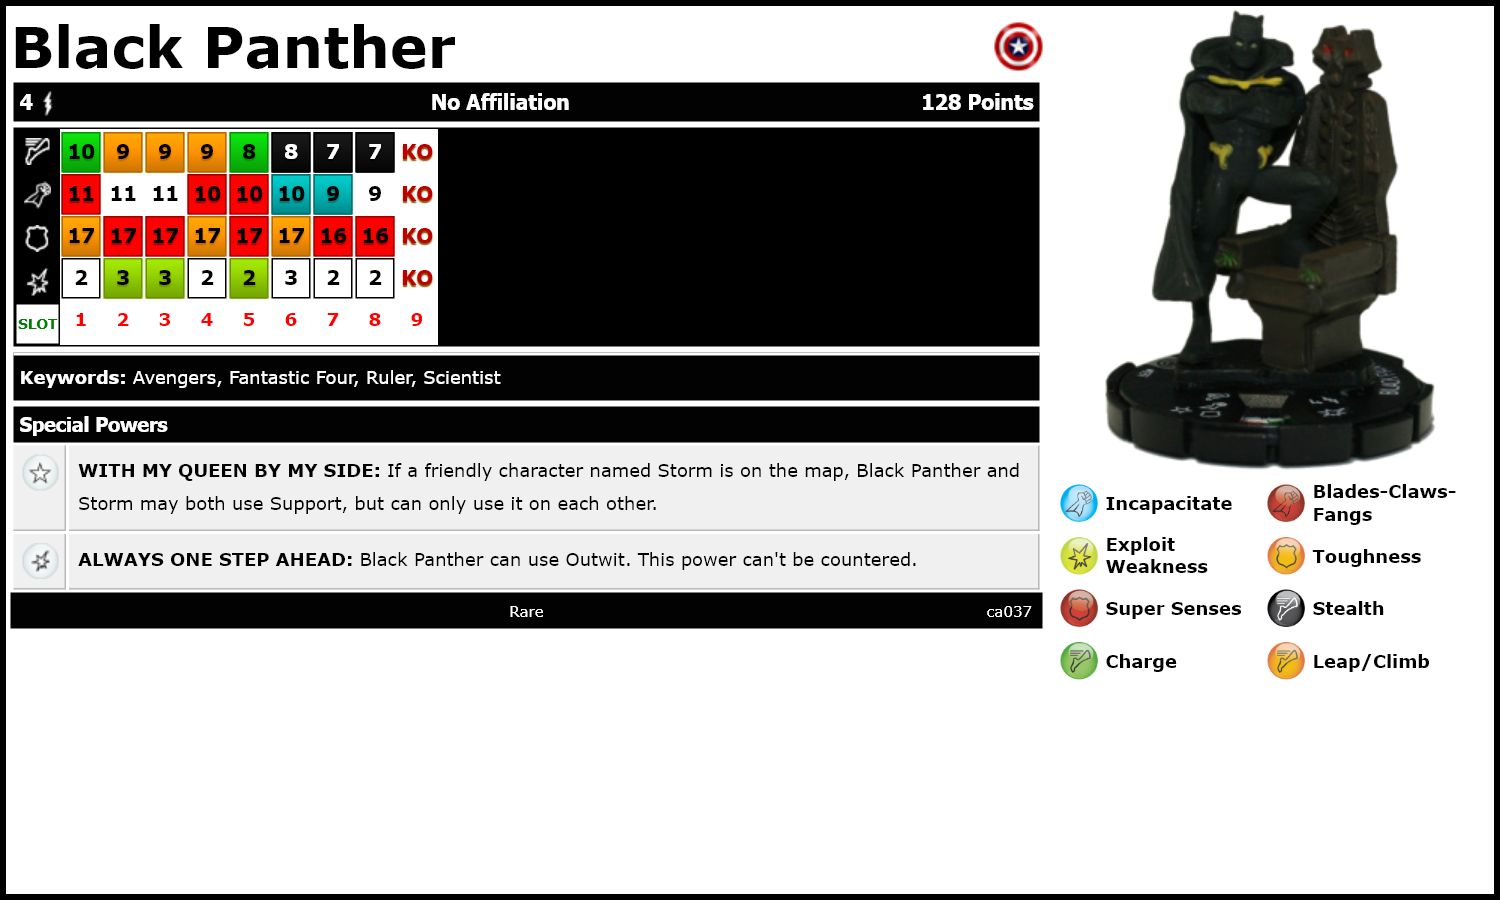 Black Panther
4 No Affiliation 128 Points
10 9 9 9 8 8 7 7 KO
11 11 11 10 10 10 9 9 KO
17 17 17 17 17 17 16 16 KO
2 3 3 2 2 3 2 2 KO
SLOT 1 2 3 4 5 6 7 8 9
Keywords: Avengers, Fantastic Four, Ruler, Scientist
Special Powers
WITH MY QUEEN BY MY SIDE: If a friendly character named Storm is on the map, Black Panther and
Storm may both use Support, but can only use it on each other.
ALWAYS ONE STEP AHEAD: Black Panther can use Outwit. This power can't be countered.
Rare ca037
Incapacitate
Blades-Claws-
Fangs
Exploit
Weakness
Toughness
Super Senses
Stealth
Charge
Leap/Climb